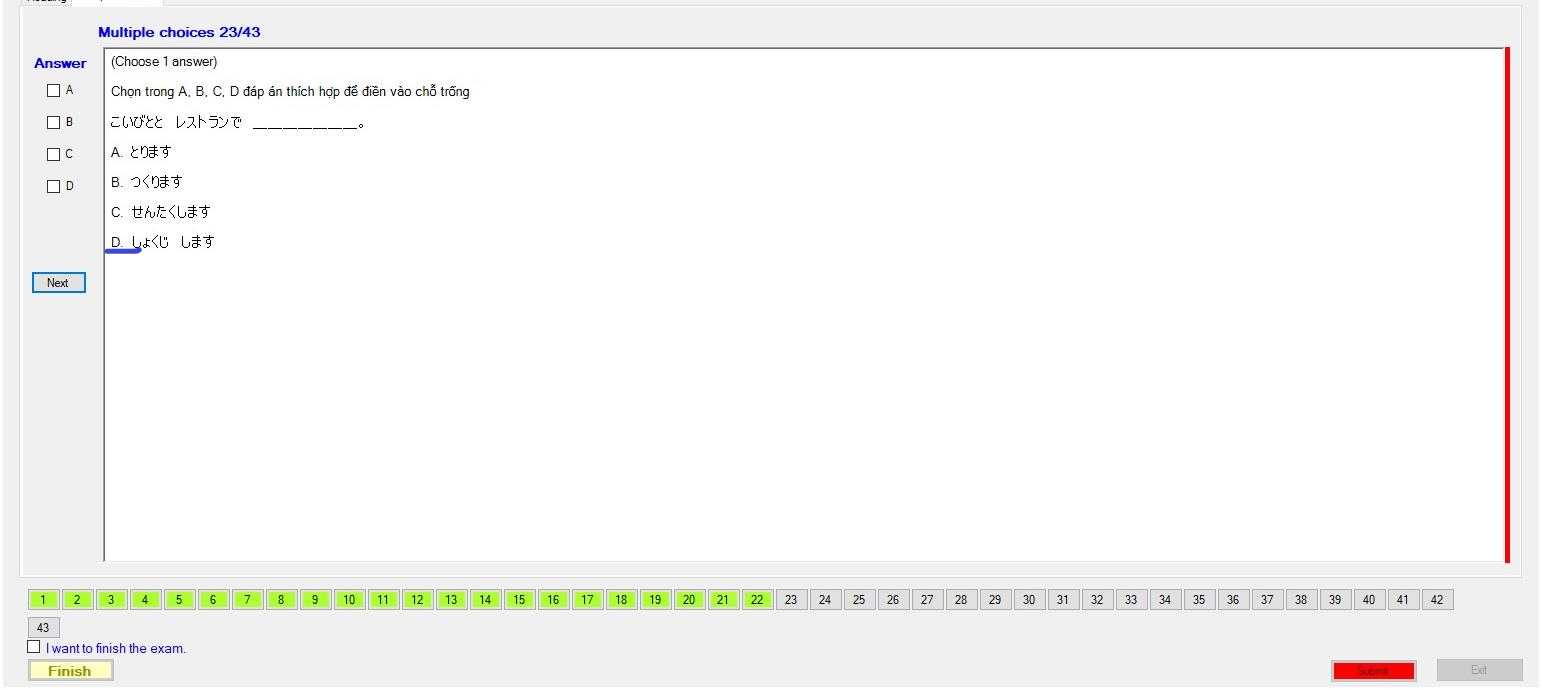 Multiple choices 23/43
Answer
(Choose 1 answer)
A
Chọn trong A, B, C, D đáp án thích hợp để điền vào chỗ trống
B
こいびとと レストランで _______________。
A. とります
C
B. つくります
D
C. せんたくします
D. しょくじ します
Next
1 2 3 4 5 6 7 8 9 10 11 12 13 14 15 16 17 18 19 20 21 22 23 24 25 26 27 28 29 30 31 32 33 34 35 36 37 38 39 40 41 42
43
I want to finish the exam.
Finish
Submit
Exit